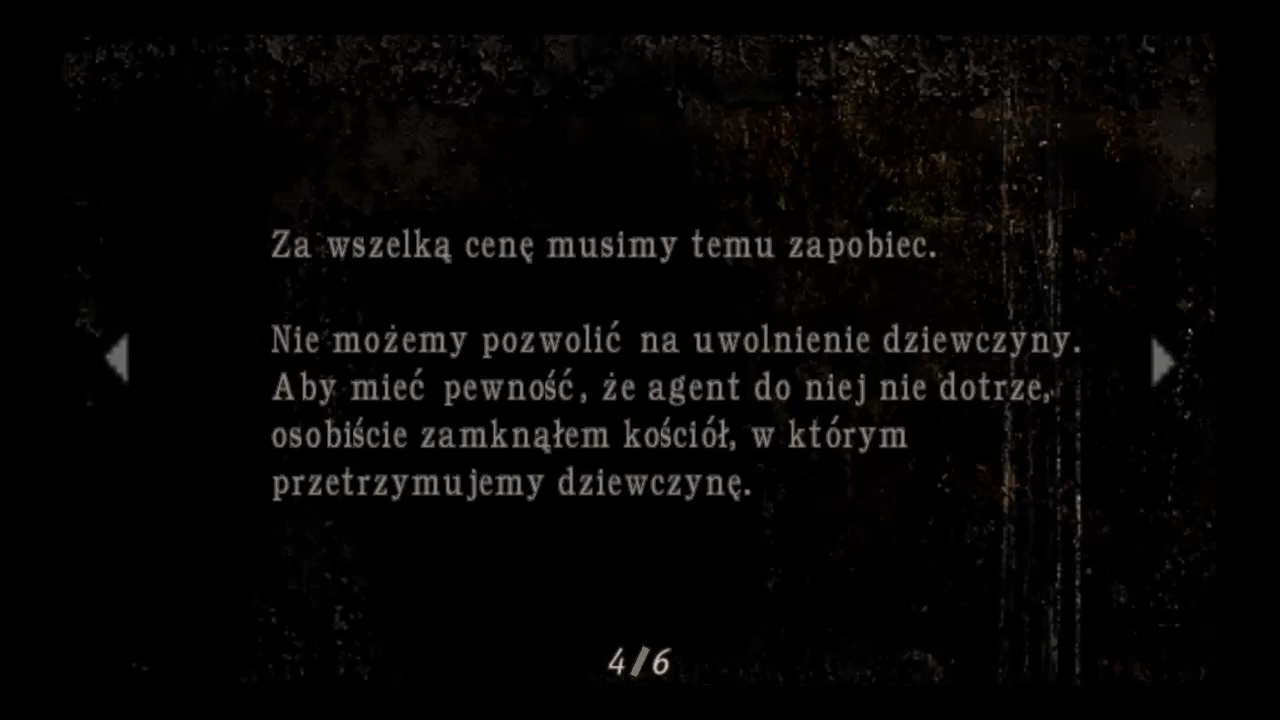 Za wszelką cenę musimy temu zapobiec.
Nie możemy pozwolić na uwolnienie dziewczyny.
Aby mieć pewność, że agent do niej nie dotrze,
osobiście zamknąłem kościół, w którym
przetrzymujemy dziewczynę.
4/6